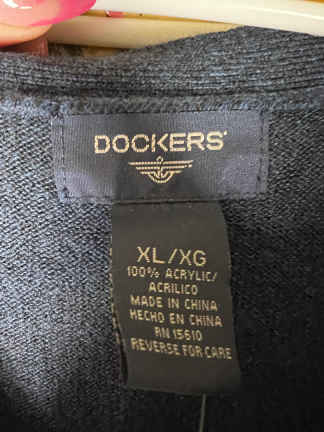 DOCKERS®
XL/XG
100% ACRYLIC/
ACRILICO
MADE IN CHINA
HECHO EN CHINA
RN 15610
REVERSE FOR CARE